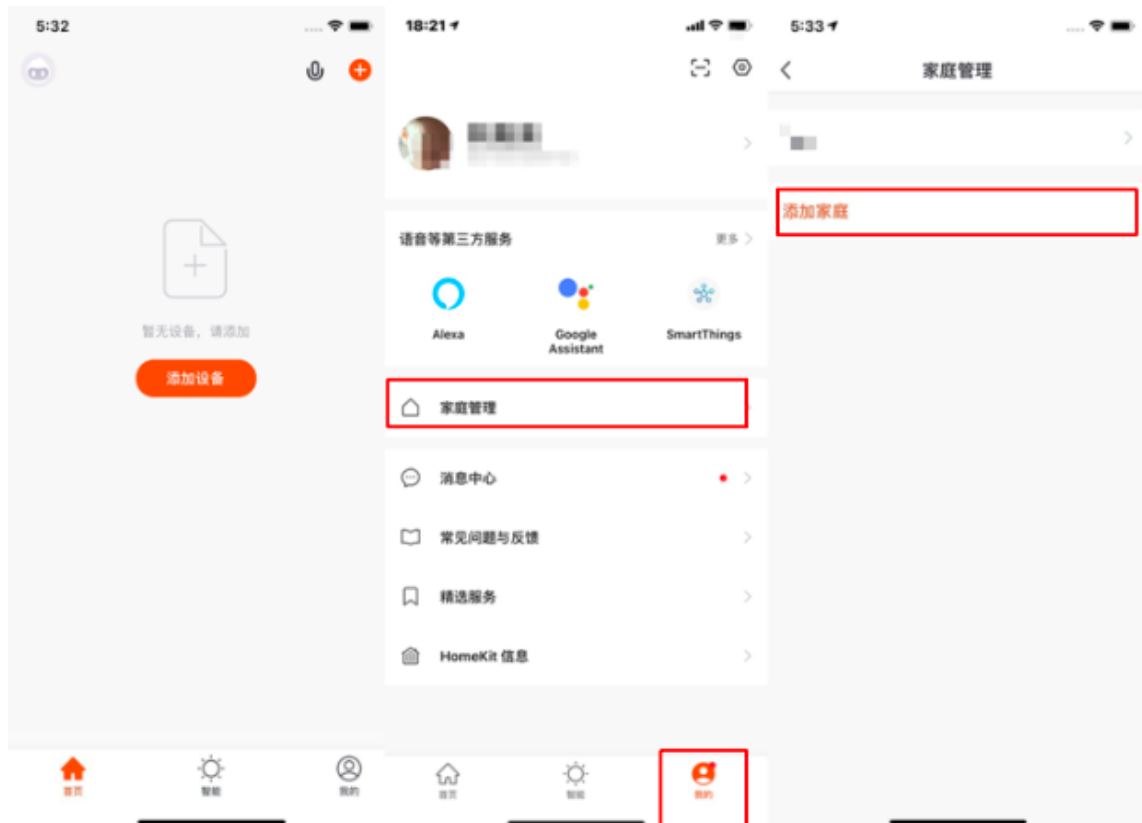 5:32
暂无设备，请添加
添加设备
首页
智能
我的
18:21
语音等第三方服务
更多
Alexa
Google
Assistant
SmartThings
家庭管理
消息中心
常见问题与反馈
精选服务
HomeKit 信息
首页
智能
我的
5:33
家庭管理
添加家庭